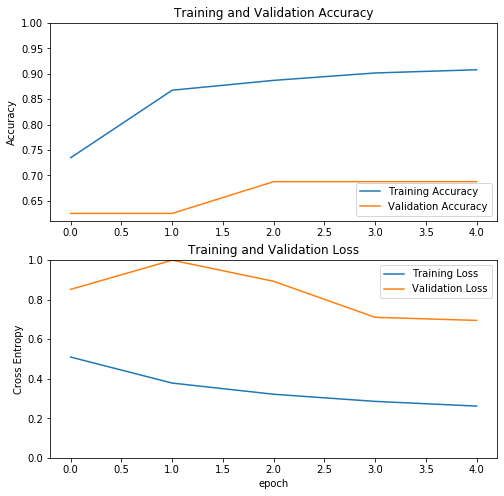 Training and Validation Accuracy
1.00
0.95
0.90
0.85
0.80
0.75
0.70
0.65
Accuracy
Training Accuracy
Validation Accuracy
0.0 0.5 1.0 1.5 2.0 2.5 3.0 3.5 4.0
Training and Validation Loss
1.0
0.8
0.6
0.4
0.2
0.0
Cross Entropy
Training Loss
Validation Loss
0.0 0.5 1.0 1.5 2.0 2.5 3.0 3.5 4.0
epoch